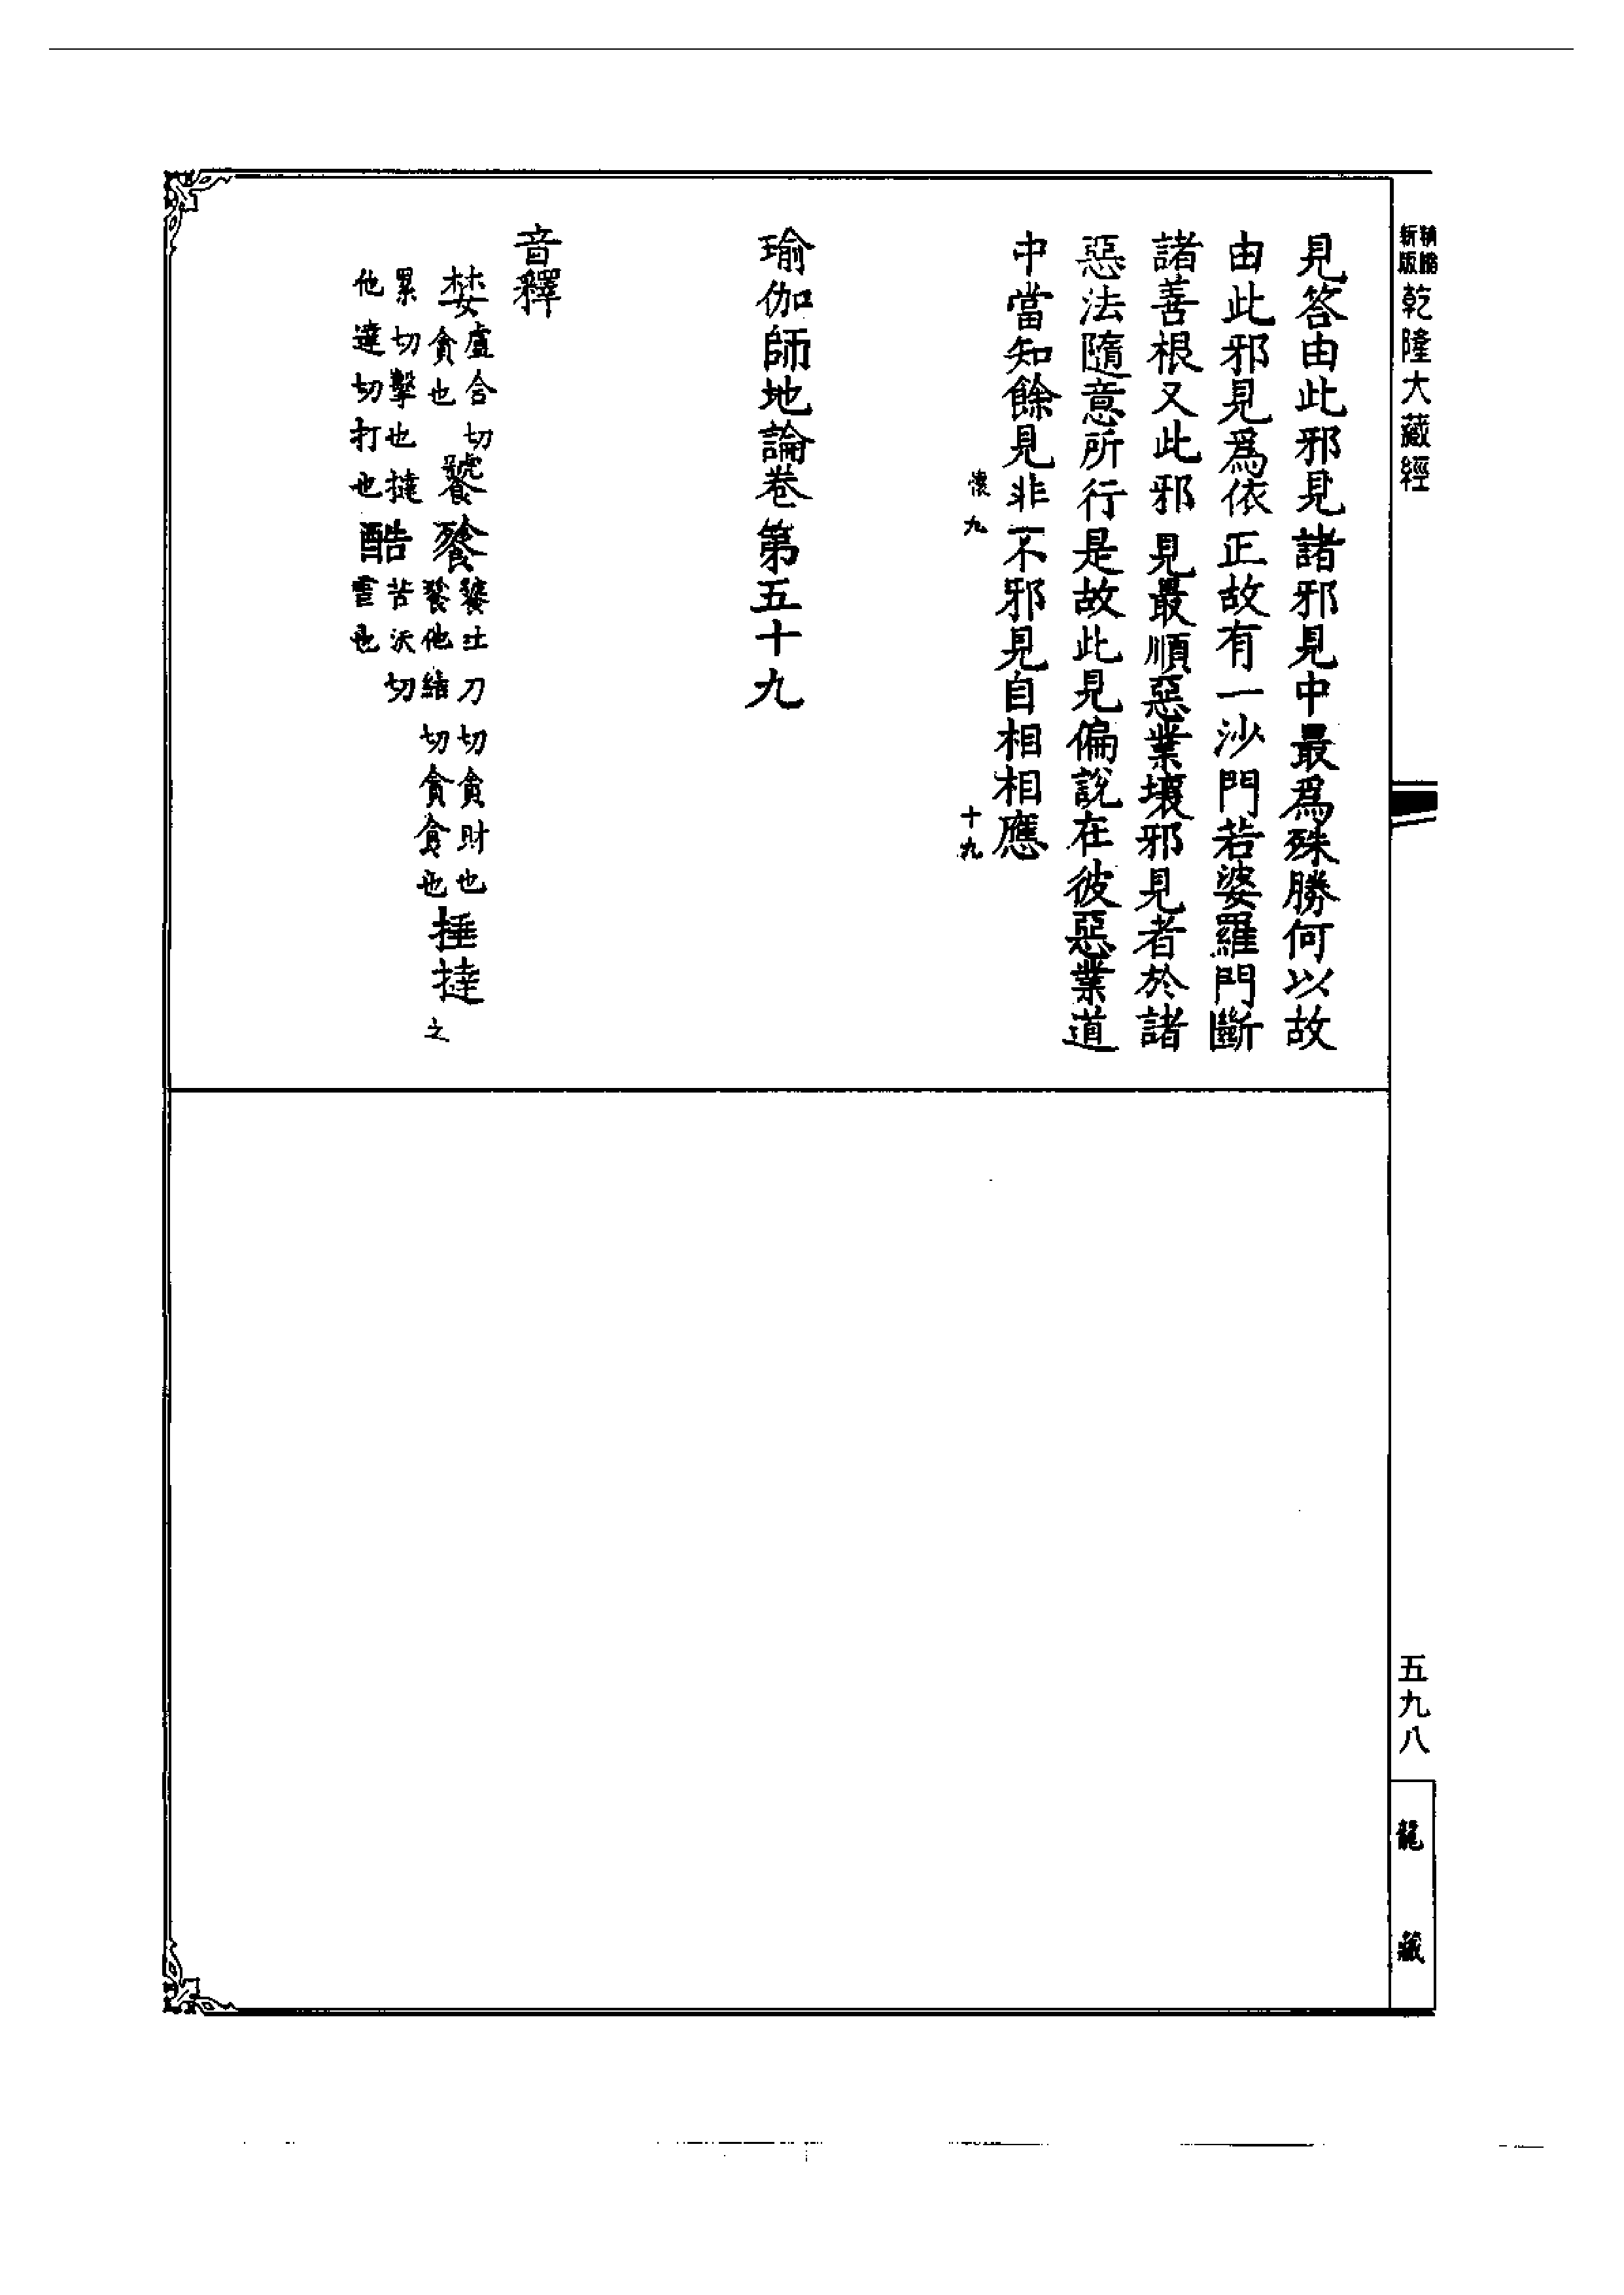 新版
乾隆大藏經
見答由此邪見諸邪見中最爲殊勝何以故
由此邪見爲依正故有一沙門若婆羅門斷
諸善根又此邪見最順惡業壞邪見者於諸
惡法隨意所行是故此見偏說在彼惡業道
中當知餘見非不邪見自相相應
懷九
十九
瑜伽師地論卷第五十九
音釋
婪盧合切貪也饕餮饕吐刀切貪財也餮他結切貪食也捶撻之
累切擊也撻他達切打也酷苦沃切虐也
五九八
龍藏